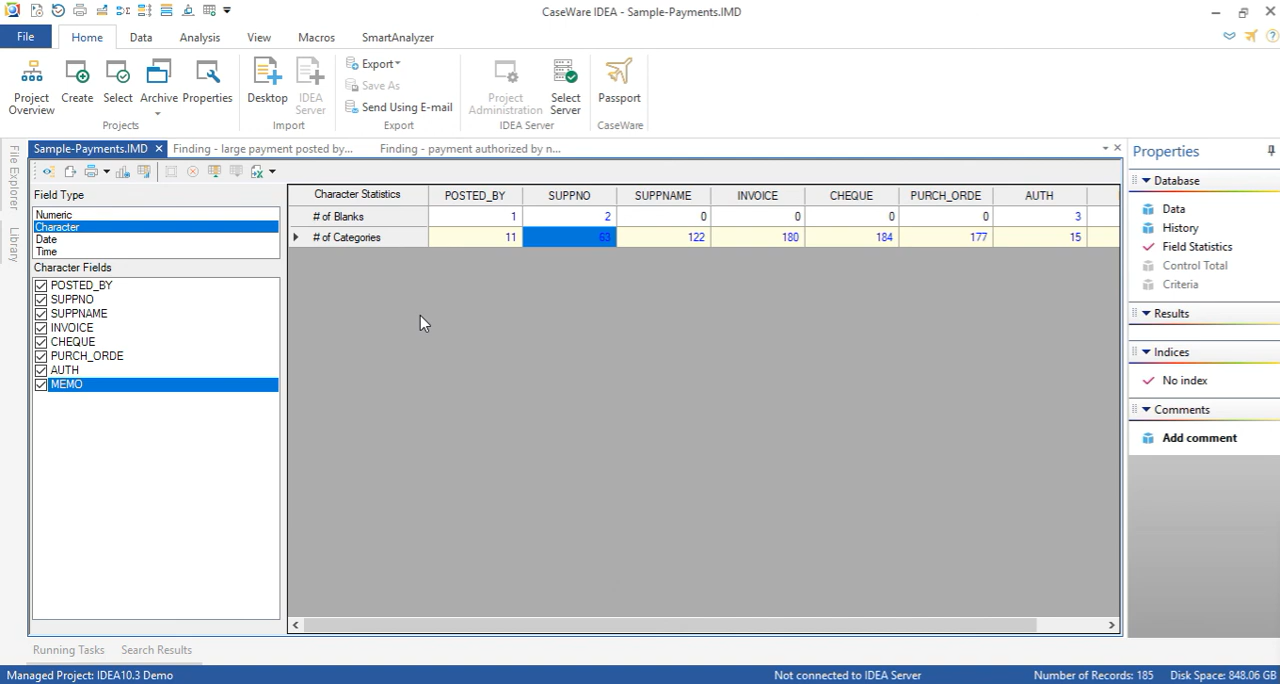 CaseWare IDEA - Sample-Payments.IMD
File Home Data Analysis View Macros SmartAnalyzer
Project Overview Create Select Archive Properties
Projects
Desktop IDEA Server
Import
Export
Save As
Send Using E-mail
Export
Project Administration Select Server
IDEA Server
Passport
CaseWare
File Explorer
Library
Sample-Payments.IMD Finding - large payment posted by... Finding - payment authorized by n...
Field Type
Numeric
Character
Date
Time
Character Fields
POSTED_BY
SUPPNO
SUPPNAME
INVOICE
CHEQUE
PURCH_ORDE
AUTH
MEMO
Character Statistics POSTED_BY SUPPNO SUPPNAME INVOICE CHEQUE PURCH_ORDE AUTH
# of Blanks 1 2 0 0 0 0 3
# of Categories 11 63 122 180 184 177 15
Properties
Database
Data
History
Field Statistics
Control Total
Criteria
Results
Indices
No index
Comments
Add comment
Running Tasks Search Results
Managed Project: IDEA10.3 Demo Not connected to IDEA Server Number of Records: 185 Disk Space: 848.06 GB